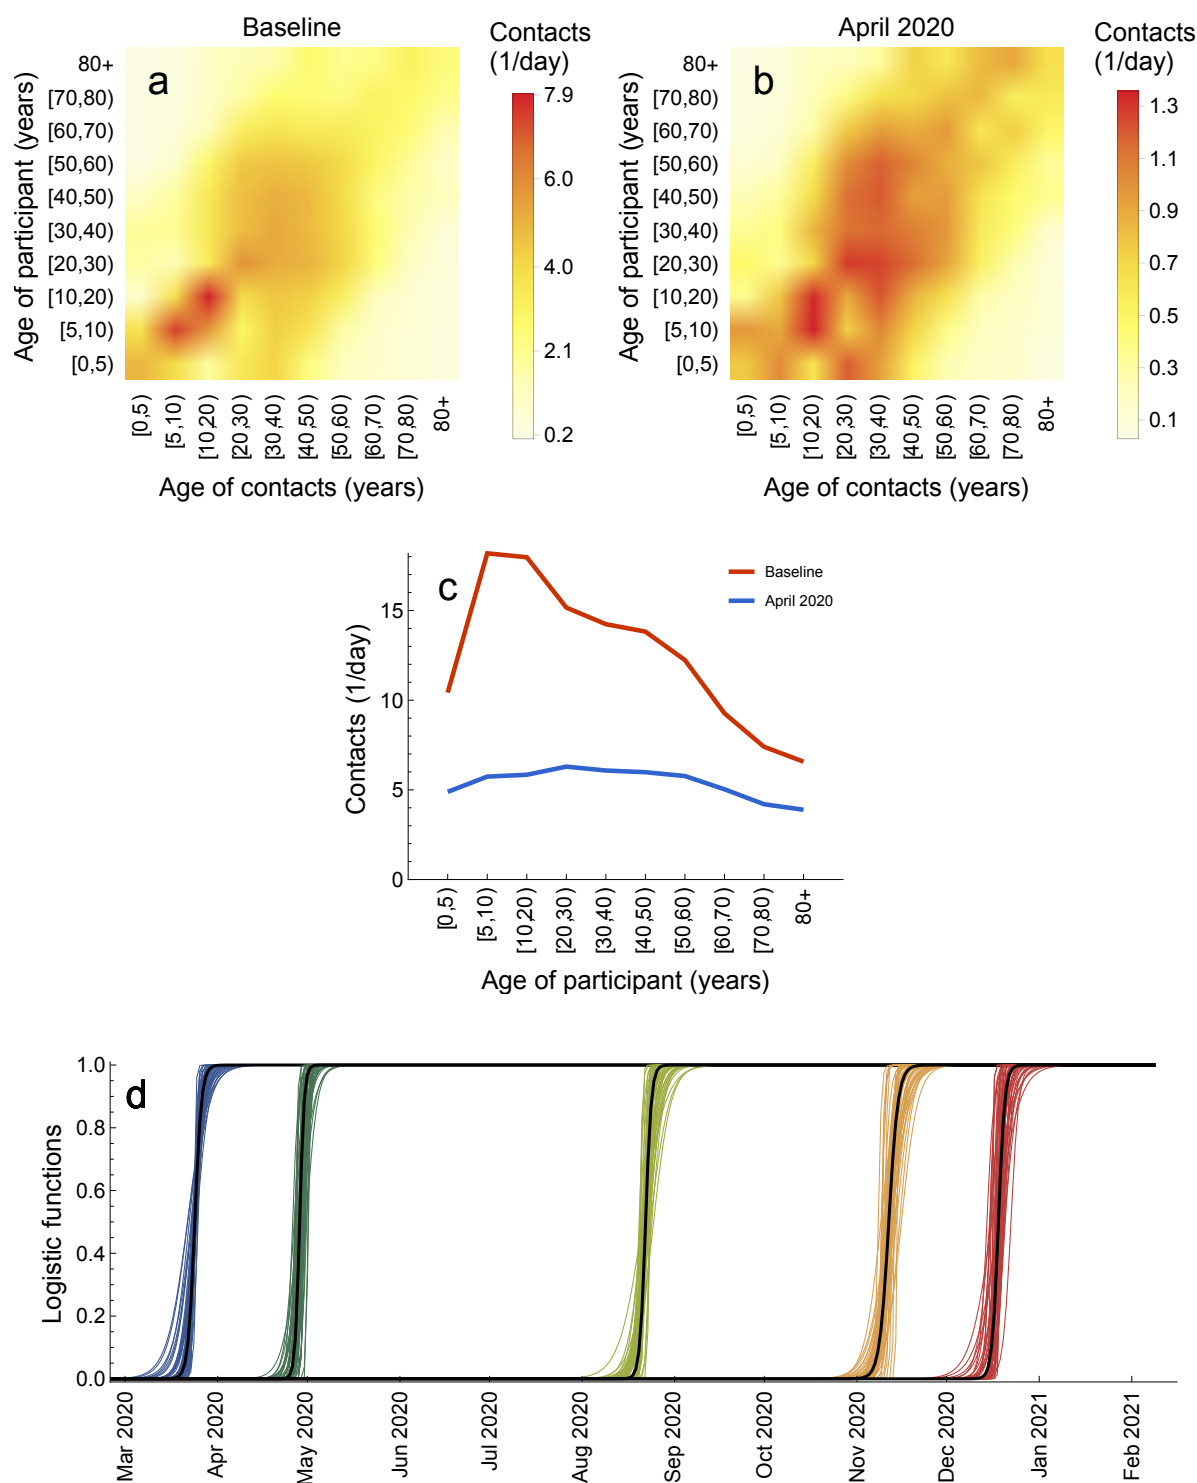 Baseline
a
Contacts
(1/day)
7.9
6.0
4.0
2.1
0.2
Age of participant (years)
80+
[70,80)
[60,70)
[50,60)
[40,50)
[30,40)
[20,30)
[10,20)
[5,10)
[0,5)
[0,5)
[5,10)
[10,20)
[20,30)
[30,40)
[40,50)
[50,60)
[60,70)
[70,80)
80+
Age of contacts (years)
April 2020
b
Contacts
(1/day)
1.3
1.1
0.9
0.7
0.5
0.3
0.1
Age of participant (years)
80+
[70,80)
[60,70)
[50,60)
[40,50)
[30,40)
[20,30)
[10,20)
[5,10)
[0,5)
[0,5)
[5,10)
[10,20)
[20,30)
[30,40)
[40,50)
[50,60)
[60,70)
[70,80)
80+
Age of contacts (years)
c
Baseline
April 2020
Contacts (1/day)
15
10
5
0
[0,5)
[5,10)
[10,20)
[20,30)
[30,40)
[40,50)
[50,60)
[60,70)
[70,80)
80+
Age of participant (years)
d
Logistic functions
1.0
0.8
0.6
0.4
0.2
0.0
Mar 2020
Apr 2020
May 2020
Jun 2020
Jul 2020
Aug 2020
Sep 2020
Oct 2020
Nov 2020
Dec 2020
Jan 2021
Feb 2021